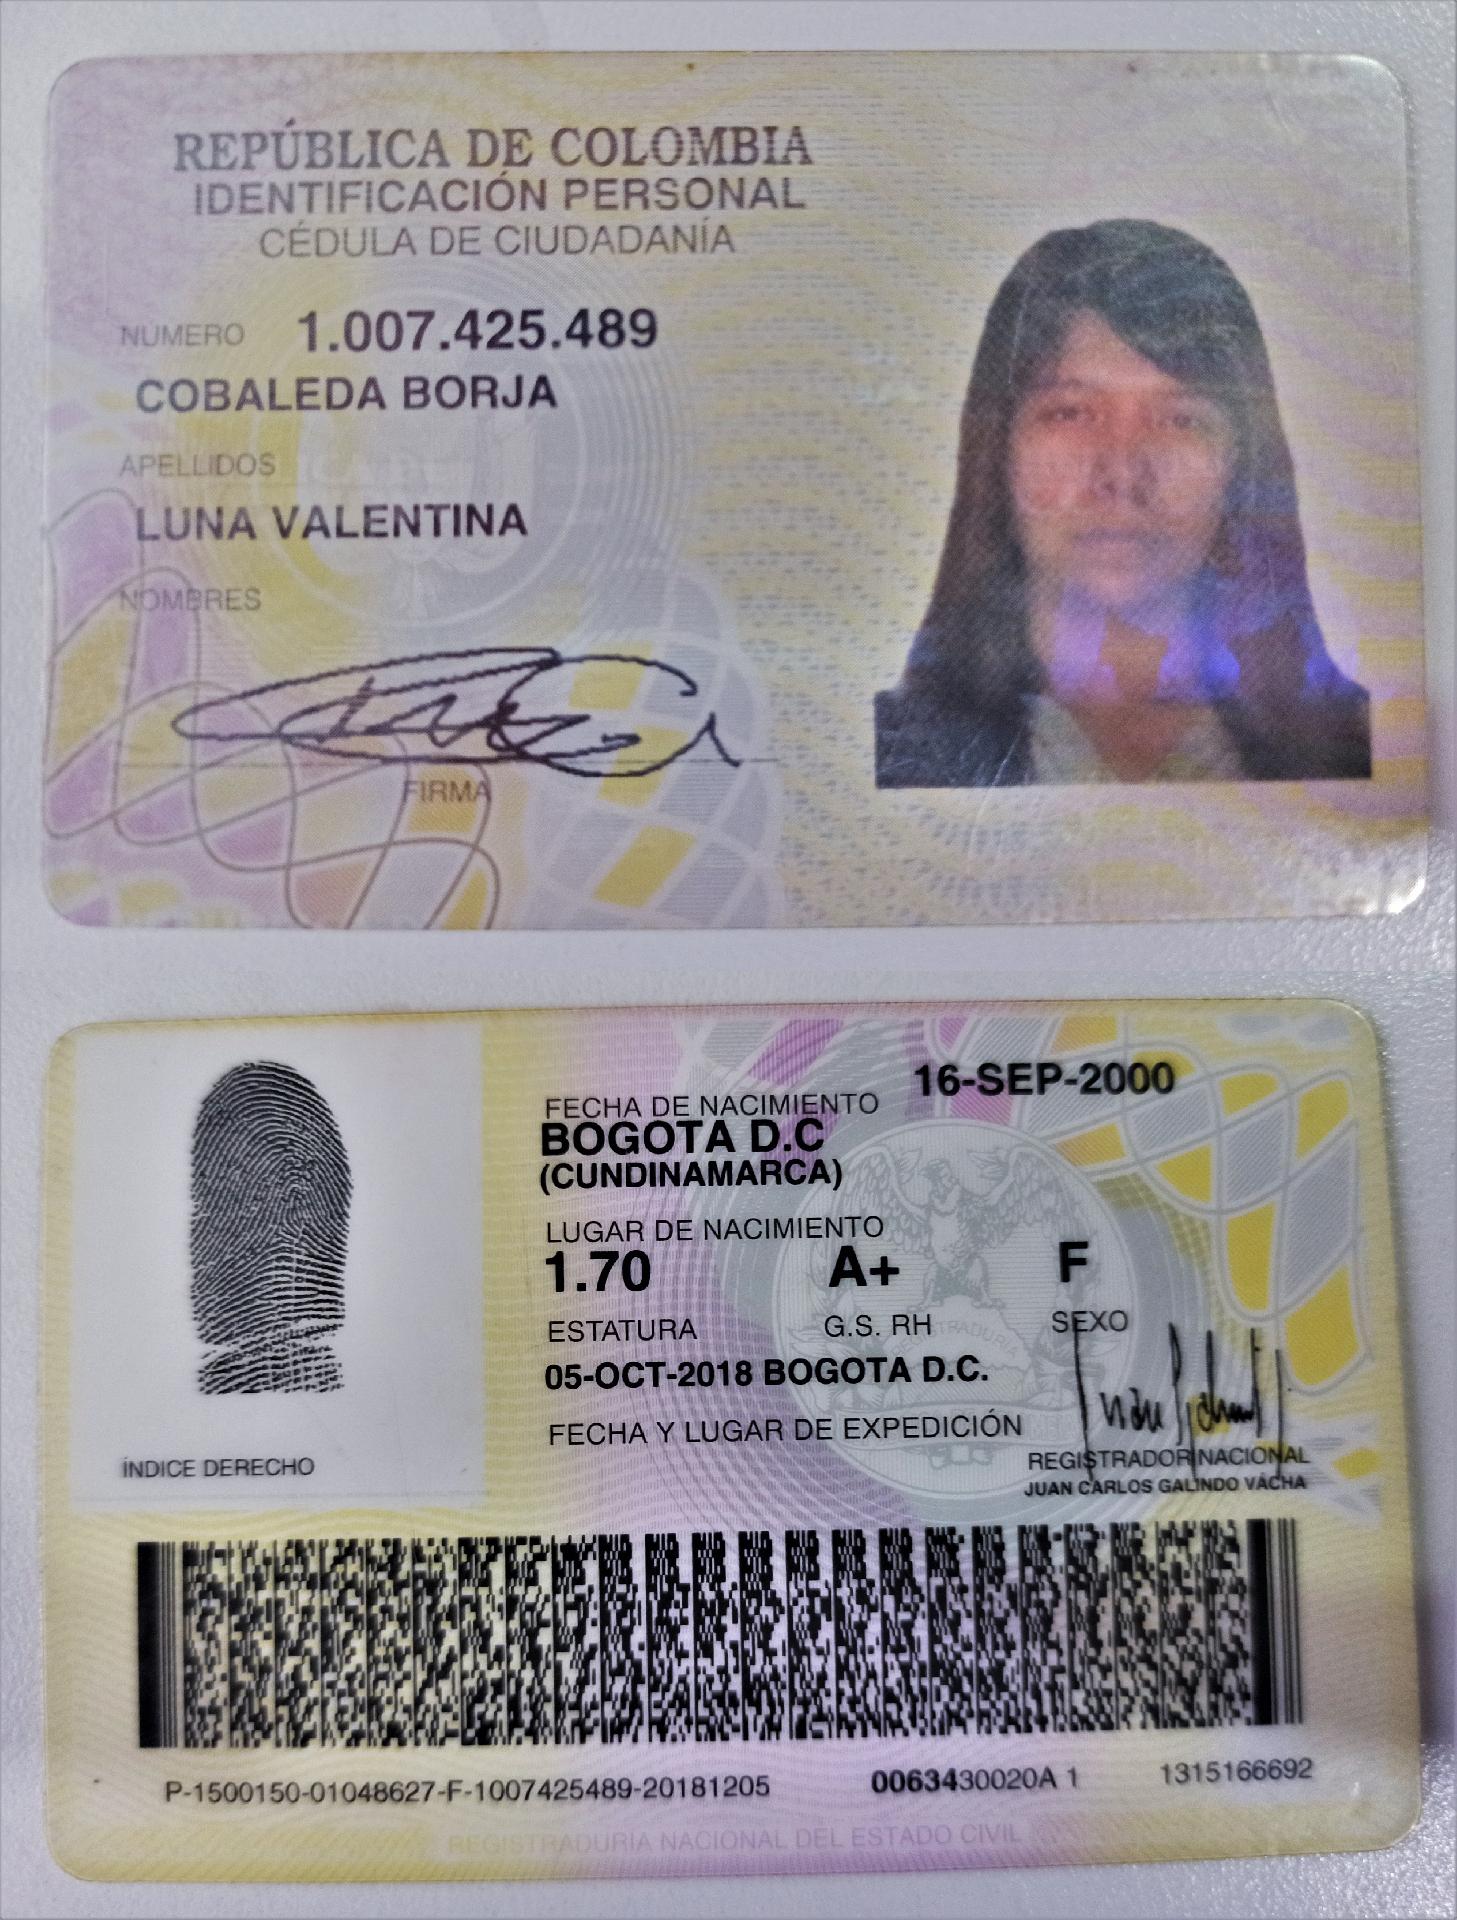 REPÚBLICA DE COLOMBIA
IDENTIFICACIÓN PERSONAL
CÉDULA DE CIUDADANÍA
NUMERO 1.007.425.489
COBALEDA BORJA
APELLIDOS
LUNA VALENTINA
NOMBRES
FIRMA
FECHA DE NACIMIENTO 16-SEP-2000
BOGOTA D.C
(CUNDINAMARCA)
LUGAR DE NACIMIENTO
1.70 A+ F
ESTATURA G.S. RH SEXO
05-OCT-2018 BOGOTA D.C.
FECHA Y LUGAR DE EXPEDICIÓN
ÍNDICE DERECHO
REGISTRADOR NACIONAL
JUAN CARLOS GALINDO VÁCHA
P-1500150-01048627-F-1007425489-20181205 0063430020A 1 1315166692
REGISTRADURIA NACIONAL DEL ESTADO CIVIL